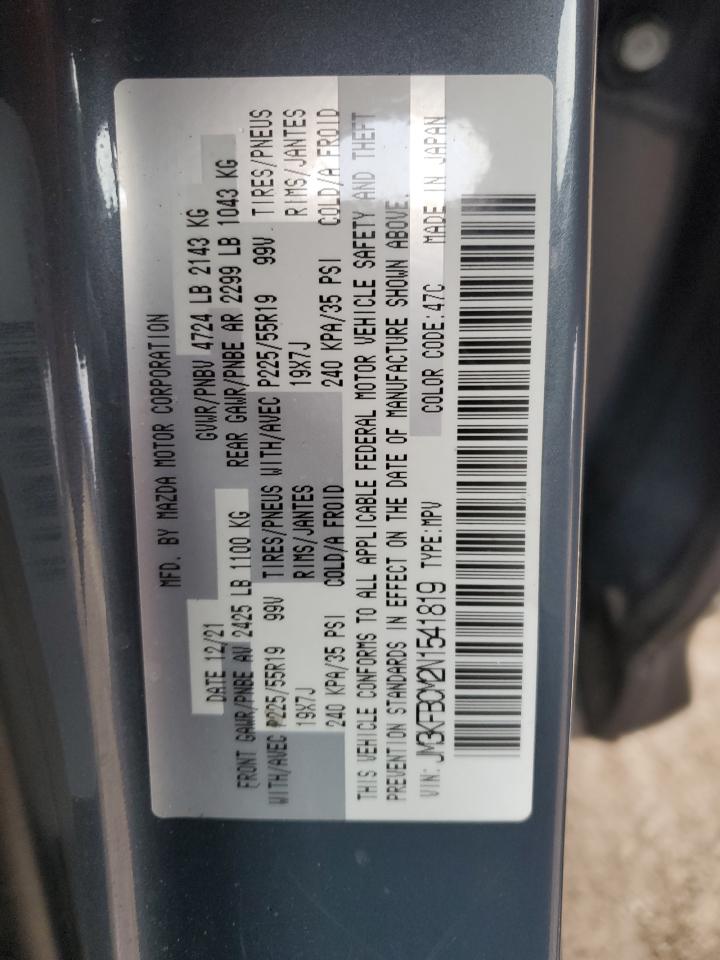 MFD. BY MAZDA MOTOR CORPORATION
DATE 12/21 GVWR/PNBV 4724 LB 2143 KG
FRONT GAWR/PNBE AV 2425 LB 1100 KG REAR GAWR/PNBE AR 2299 LB 1043 KG
WITH/AVEC P225/55R19 99V TIRES/PNEUS WITH/AVEC P225/55R19 99V TIRES/PNEUS
19X7J RIMS/JANTES 19X7J RIMS/JANTES
240 KPA/35 PSI COLD/A FROID 240 KPA/35 PSI COLD/A FROID
THIS VEHICLE CONFORMS TO ALL APPLICABLE FEDERAL MOTOR VEHICLE SAFETY AND THEFT
PREVENTION STANDARDS IN EFFECT ON THE DATE OF MANUFACTURE SHOWN ABOVE.
VIN: JM3KFBCM2N1541819 TYPE:MPV COLOR CODE:47C MADE IN JAPAN